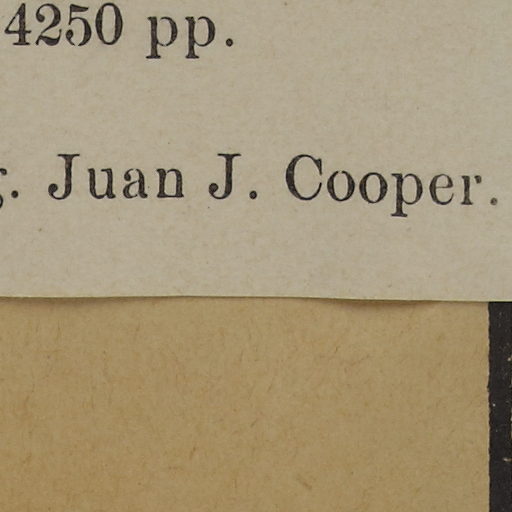 4250 pp.
g. Juan J. Cooper.